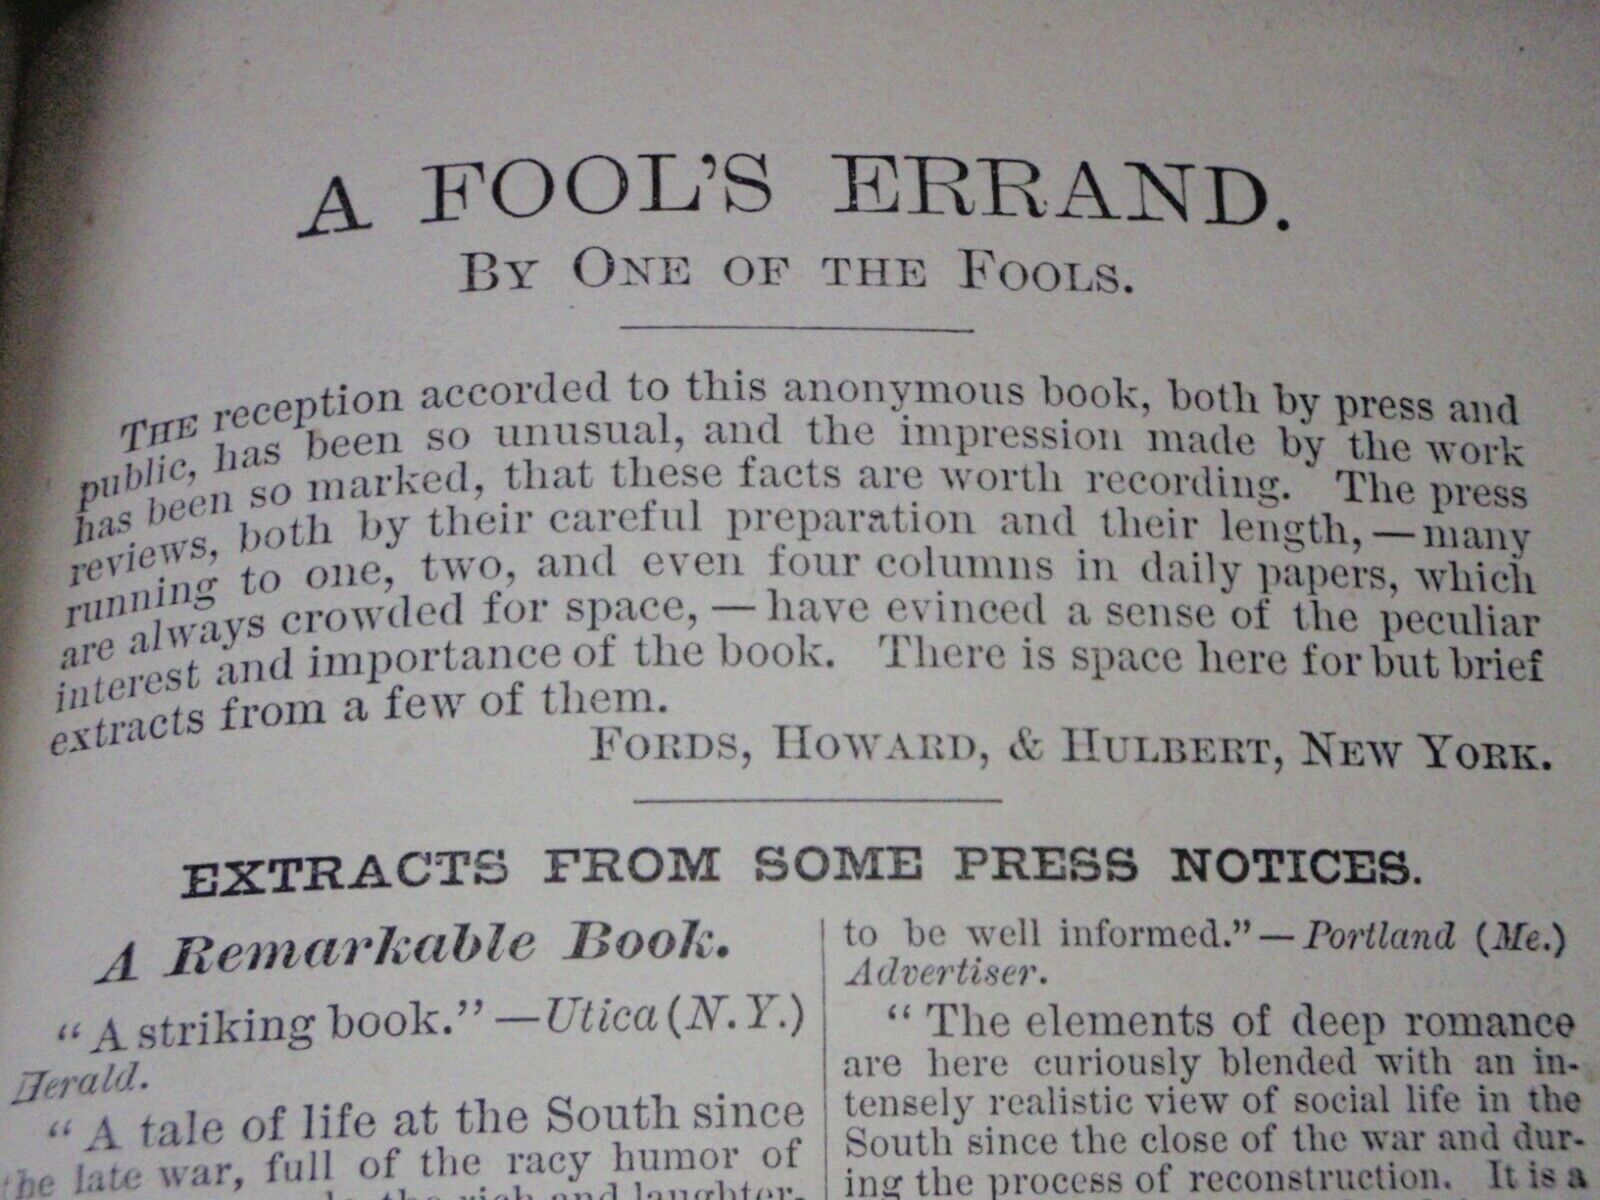 A FOOL'S ERRAND.
BY ONE OF THE FOOLS.
THE reception accorded to this anonymous book, both by press and
public, has been so unusual, and the impression made by the work
has been so marked, that these facts are worth recording. The press
reviews, both by their careful preparation and their length,—many
running to one, two, and even four columns in daily papers, which
are always crowded for space,—have evinced a sense of the peculiar
interest and importance of the book. There is space here for but brief
extracts from a few of them.
FORDS, HOWARD, & HULBERT, NEW YORK.
EXTRACTS FROM SOME PRESS NOTICES.
A Remarkable Book.
"A striking book."—Utica (N.Y.)
Herald.
"A tale of life at the South since
the late war, full of the racy humor of
the rich and laughter-
to be well informed."—Portland (Me.)
Advertiser.
"The elements of deep romance
are here curiously blended with an in-
tensely realistic view of social life in the
South since the close of the war and dur-
ing the process of reconstruction. It is a